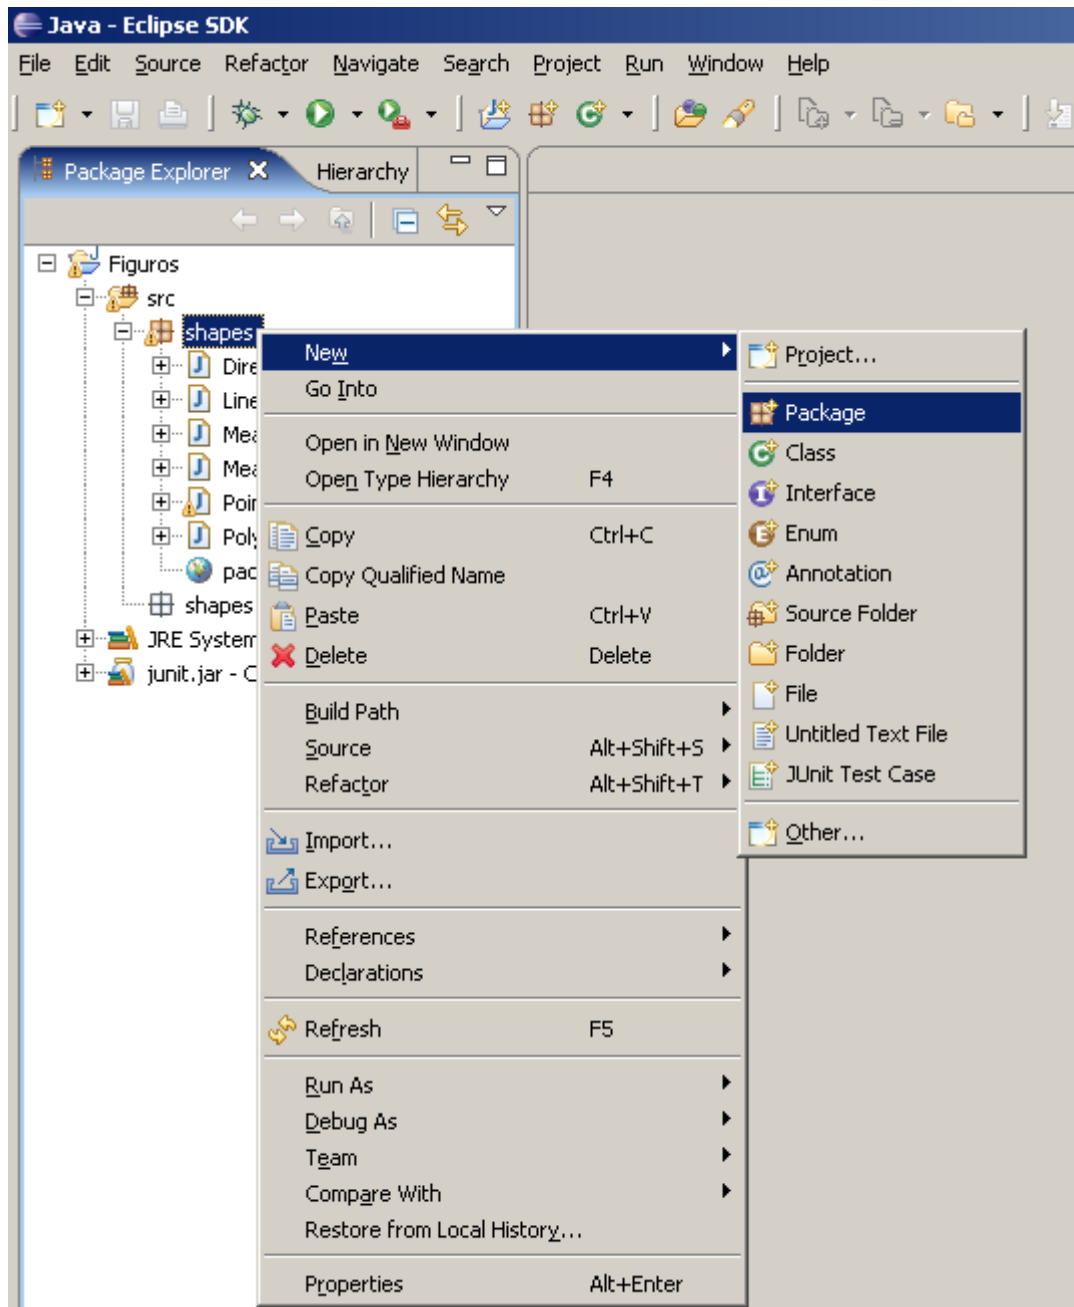 Java - Eclipse SDK
File Edit Source Refactor Navigate Search Project Run Window Help
Package Explorer Hierarchy
Figuros
src
shapes
New
Project...
Go Into
Package
Open in New Window
Class
Open Type Hierarchy F4
Interface
Copy Ctrl+C
Enum
Copy Qualified Name
Annotation
Paste Ctrl+V
Source Folder
shapes
JRE System
Delete Delete
Folder
junit.jar - C
File
Build Path
Untitled Text File
Source Alt+Shift+S
JUnit Test Case
Refactor Alt+Shift+T
Other...
Import...
Export...
References
Declarations
Refresh F5
Run As
Debug As
Team
Compare With
Restore from Local History...
Properties Alt+Enter